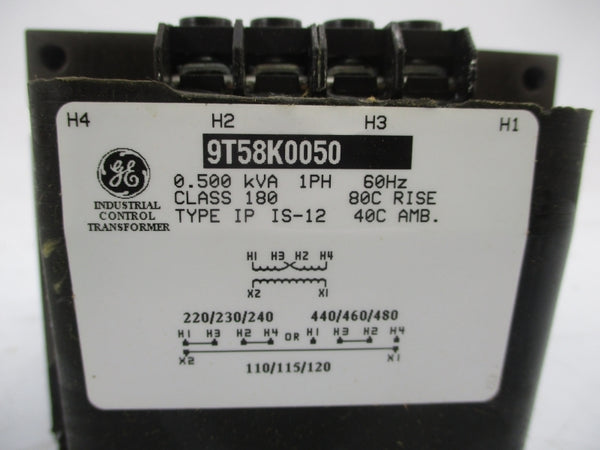 H4 H2 H3 H1
9T58K0050
GE
INDUSTRIAL
CONTROL
TRANSFORMER
0.500 kVA 1PH 60Hz
CLASS 180 80C RISE
TYPE IP IS-12 40C AMB.
H1 H3 H2 H4
X2 X1
220/230/240 440/460/480
H1 H3 H2 H4 OR H1 H3 H2 H4
X2 X1
110/115/120